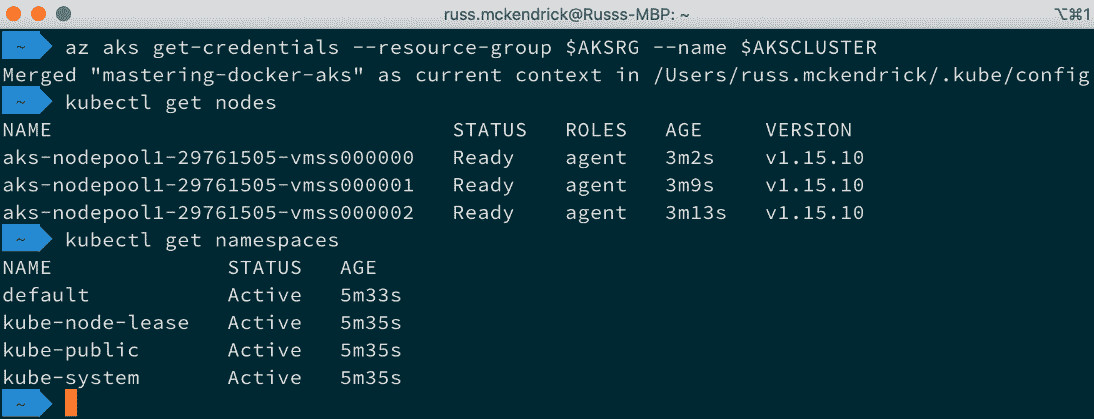 russ.mckendrick@Russs-MBP: ~ ⌥⌘1
~ az aks get-credentials --resource-group $AKSRG --name $AKSCLUSTER
Merged "mastering-docker-aks" as current context in /Users/russ.mckendrick/.kube/config
~ kubectl get nodes
NAME STATUS ROLES AGE VERSION
aks-nodepool1-29761505-vmss000000 Ready agent 3m2s v1.15.10
aks-nodepool1-29761505-vmss000001 Ready agent 3m9s v1.15.10
aks-nodepool1-29761505-vmss000002 Ready agent 3m13s v1.15.10
~ kubectl get namespaces
NAME STATUS AGE
default Active 5m33s
kube-node-lease Active 5m35s
kube-public Active 5m35s
kube-system Active 5m35s
~